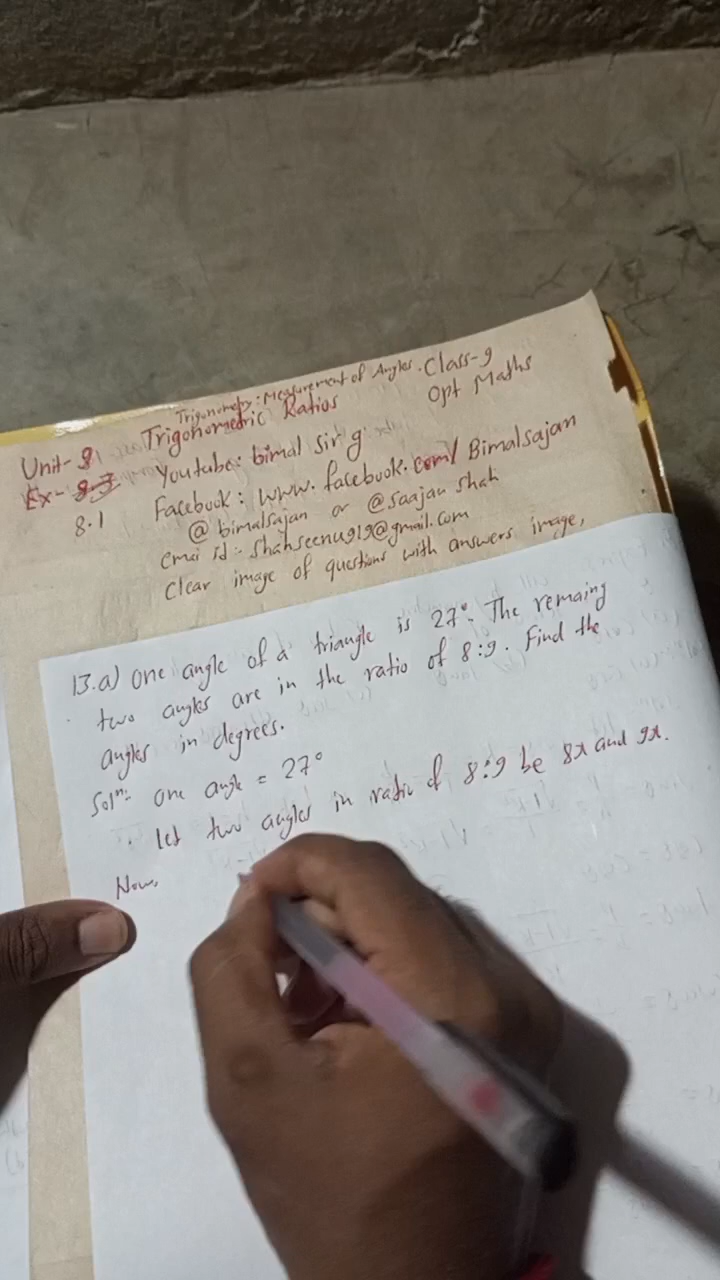 Trigonometry: Measurement of Angles. Class-9
Unit-8 Trigonometric Ratios Opt Maths
Ex-8.3 Youtube: bimal sir g
8.1 Facebook: www.facebook.com/Bimalsajan
@bimalsajan or @saajan shah
emai id:- shahseenu919@gmail.com
Clear image of questions with answers image,
13.a) one angle of a triangle is 27°. The remaing
two angles are in the ratio of 8:9. Find the
angles in degrees.
Solⁿ: one angle = 27°
let two angles in ratio of 8:9 be 8x and 9x.
Now,